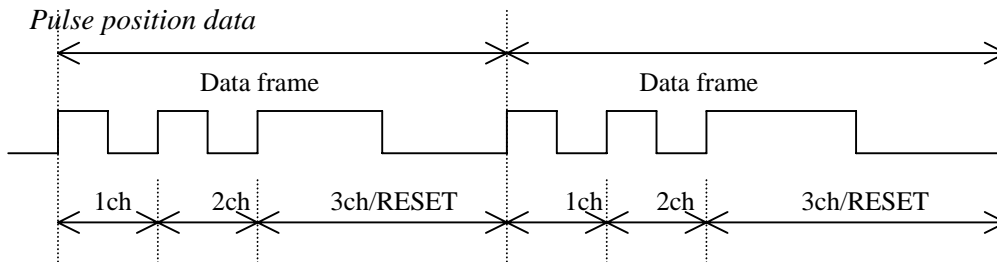 Pulse position data
Data frame Data frame
1ch 2ch 3ch/RESET 1ch 2ch 3ch/RESET